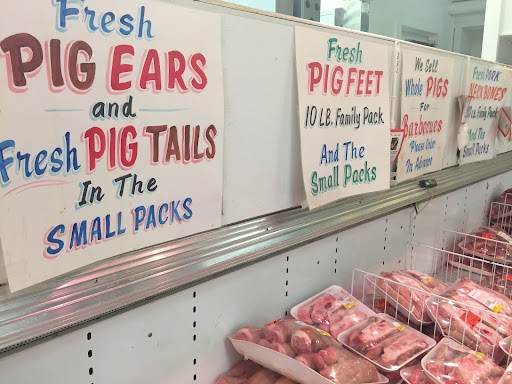 Fresh
PIG EARS
and
Fresh PIG TAILS
In The
SMALL PACKS
Fresh
PIG FEET
10 LB. Family Pack
And The
Small Packs
We Sell
Whole PIGS
For
Barbecues
Please Order
In Advance
Fresh PORK
NECK BONES
10 LB. Family Pack
And The
Small Packs